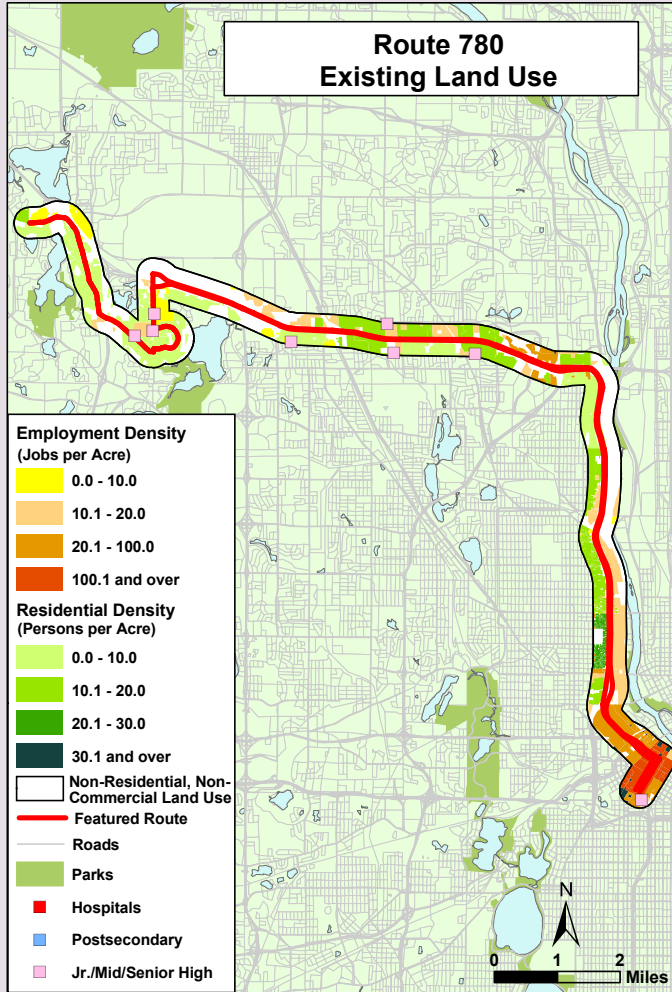 Route 780
Existing Land Use
Employment Density
(Jobs per Acre)
0.0 - 10.0
10.1 - 20.0
20.1 - 100.0
100.1 and over
Residential Density
(Persons per Acre)
0.0 - 10.0
10.1 - 20.0
20.1 - 30.0
30.1 and over
Non-Residential, Non-
Commercial Land Use
Featured Route
Roads
Parks
Hospitals
Postsecondary
Jr./Mid/Senior High
N
0 1 2
Miles